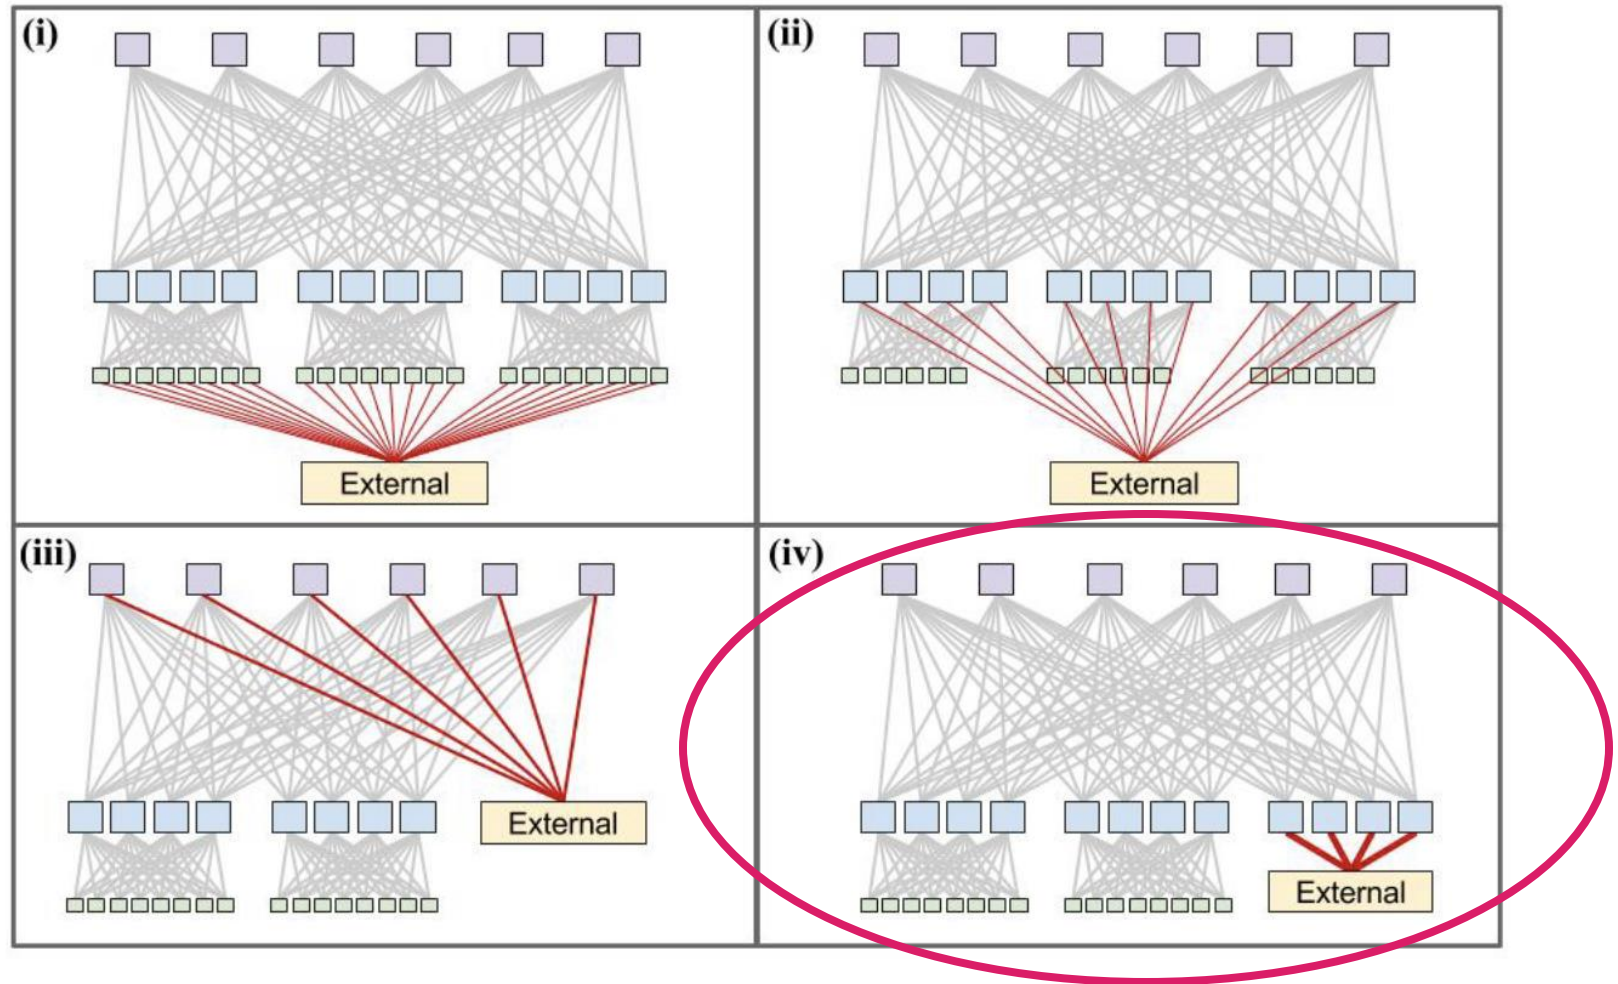 (i)
External
(ii)
External
(iii)
External
(iv)
External